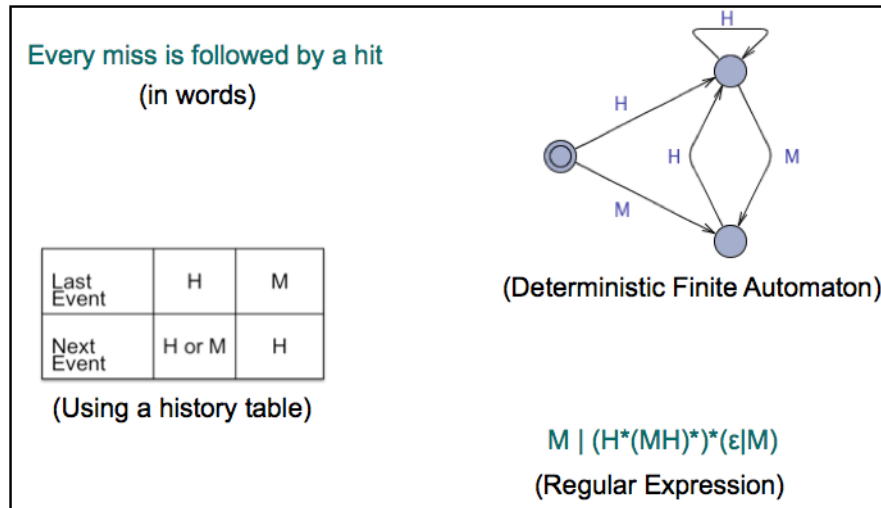 Every miss is followed by a hit
(in words)
H
H
H
M
M
(Deterministic Finite Automaton)
Last Event H M
Next Event H or M H
(Using a history table)
M | (H*(MH)*)*(ε|M)
(Regular Expression)